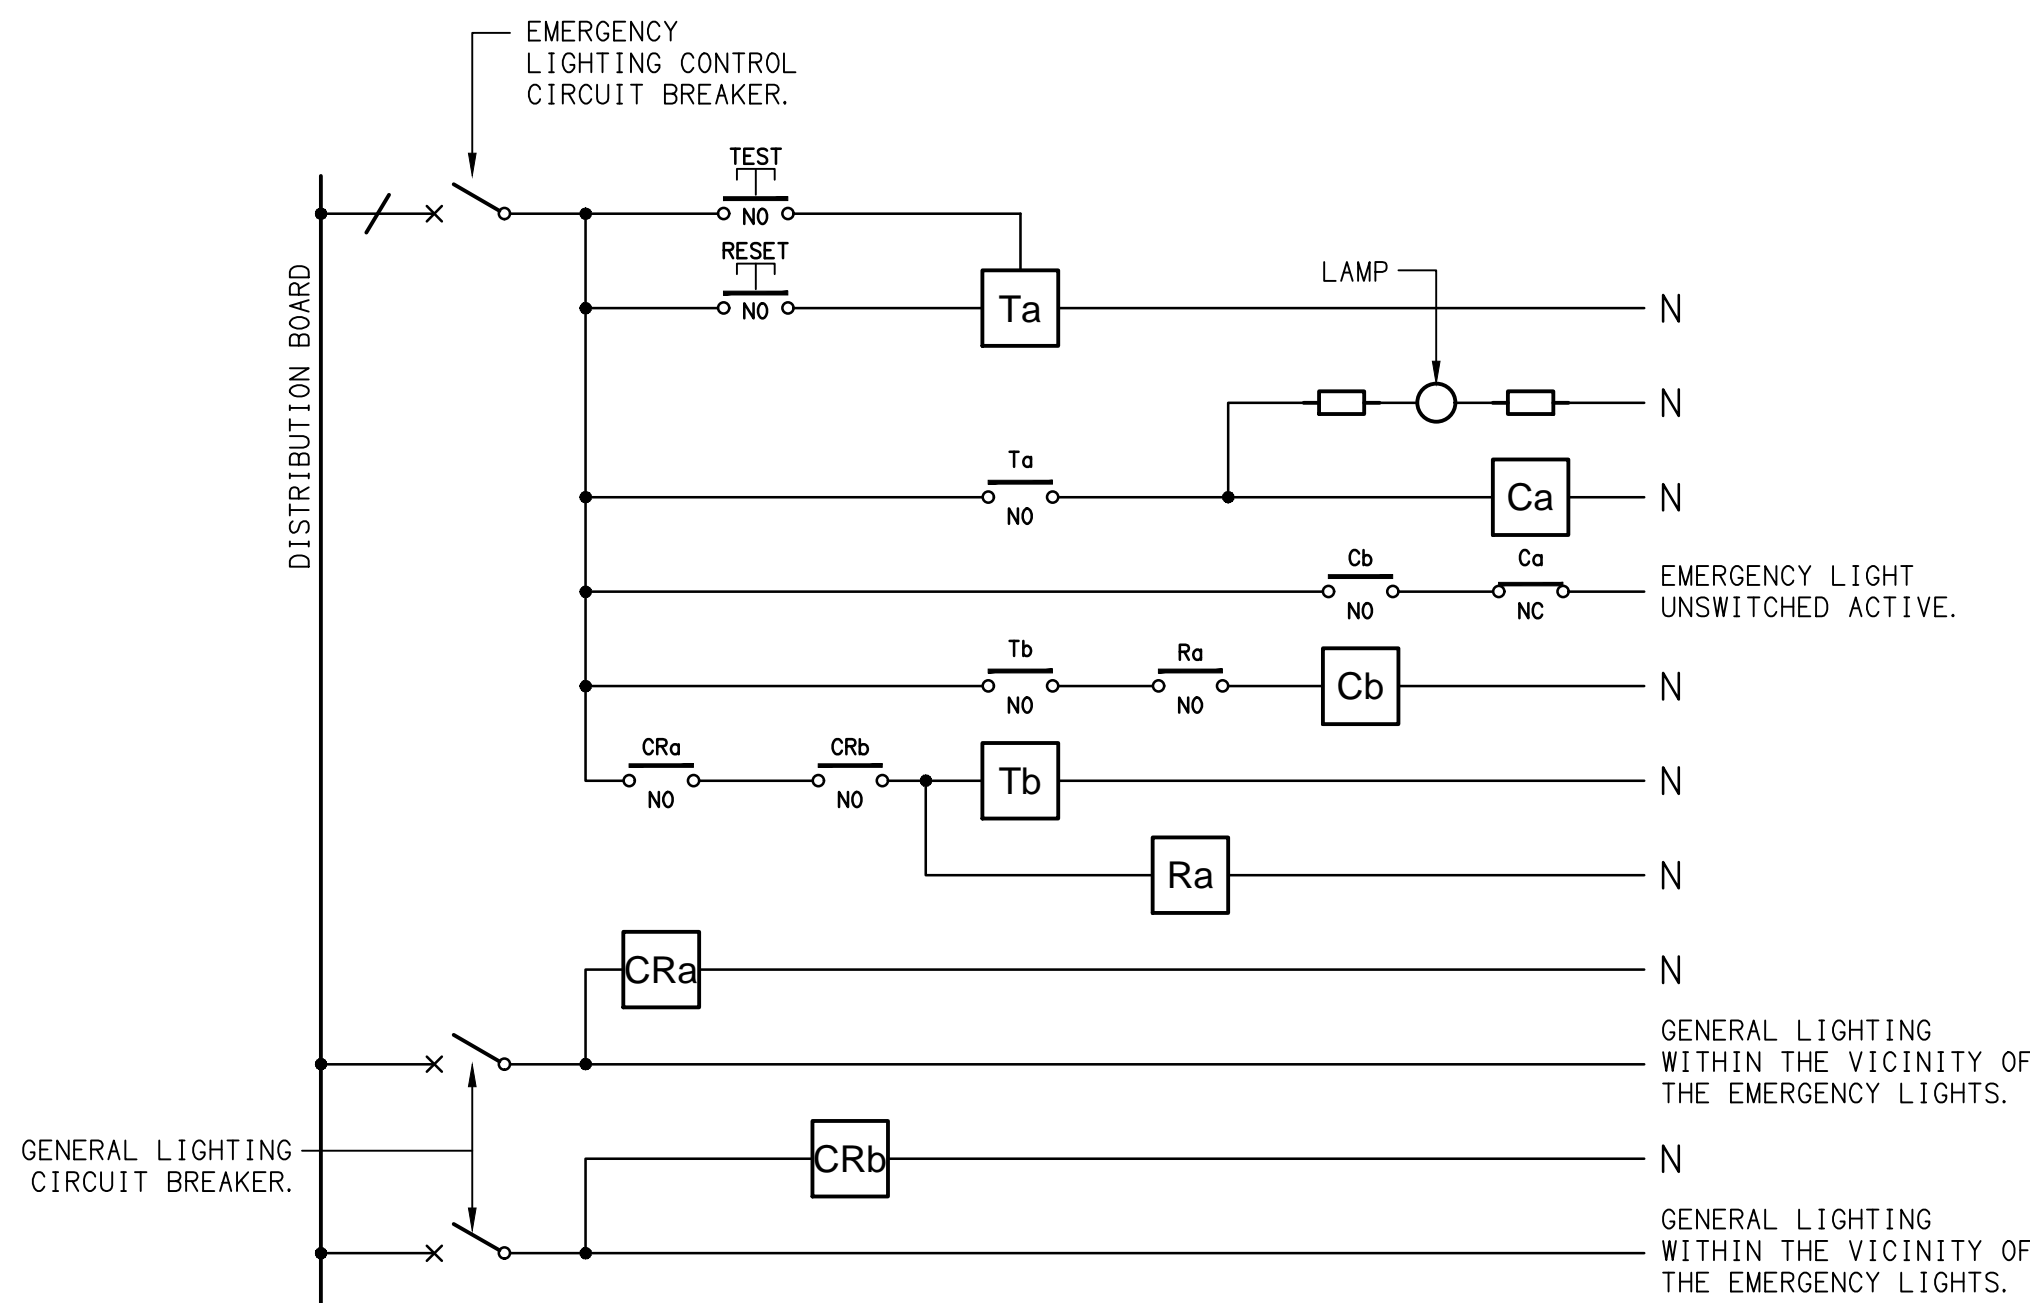 EMERGENCY
LIGHTING CONTROL
CIRCUIT BREAKER.
TEST
NO
RESET
NO
Ta
N
LAMP
N
DISTRIBUTION BOARD
Ta
NO
Ca
N
Cb
NO
Ca
NC
EMERGENCY LIGHT
UNSWITCHED ACTIVE.
Tb
NO
Ra
NO
Cb
N
CRa
NO
CRb
NO
Tb
N
Ra
N
CRa
N
GENERAL LIGHTING
WITHIN THE VICINITY OF
THE EMERGENCY LIGHTS.
GENERAL LIGHTING
CIRCUIT BREAKER.
CRb
N
GENERAL LIGHTING
WITHIN THE VICINITY OF
THE EMERGENCY LIGHTS.